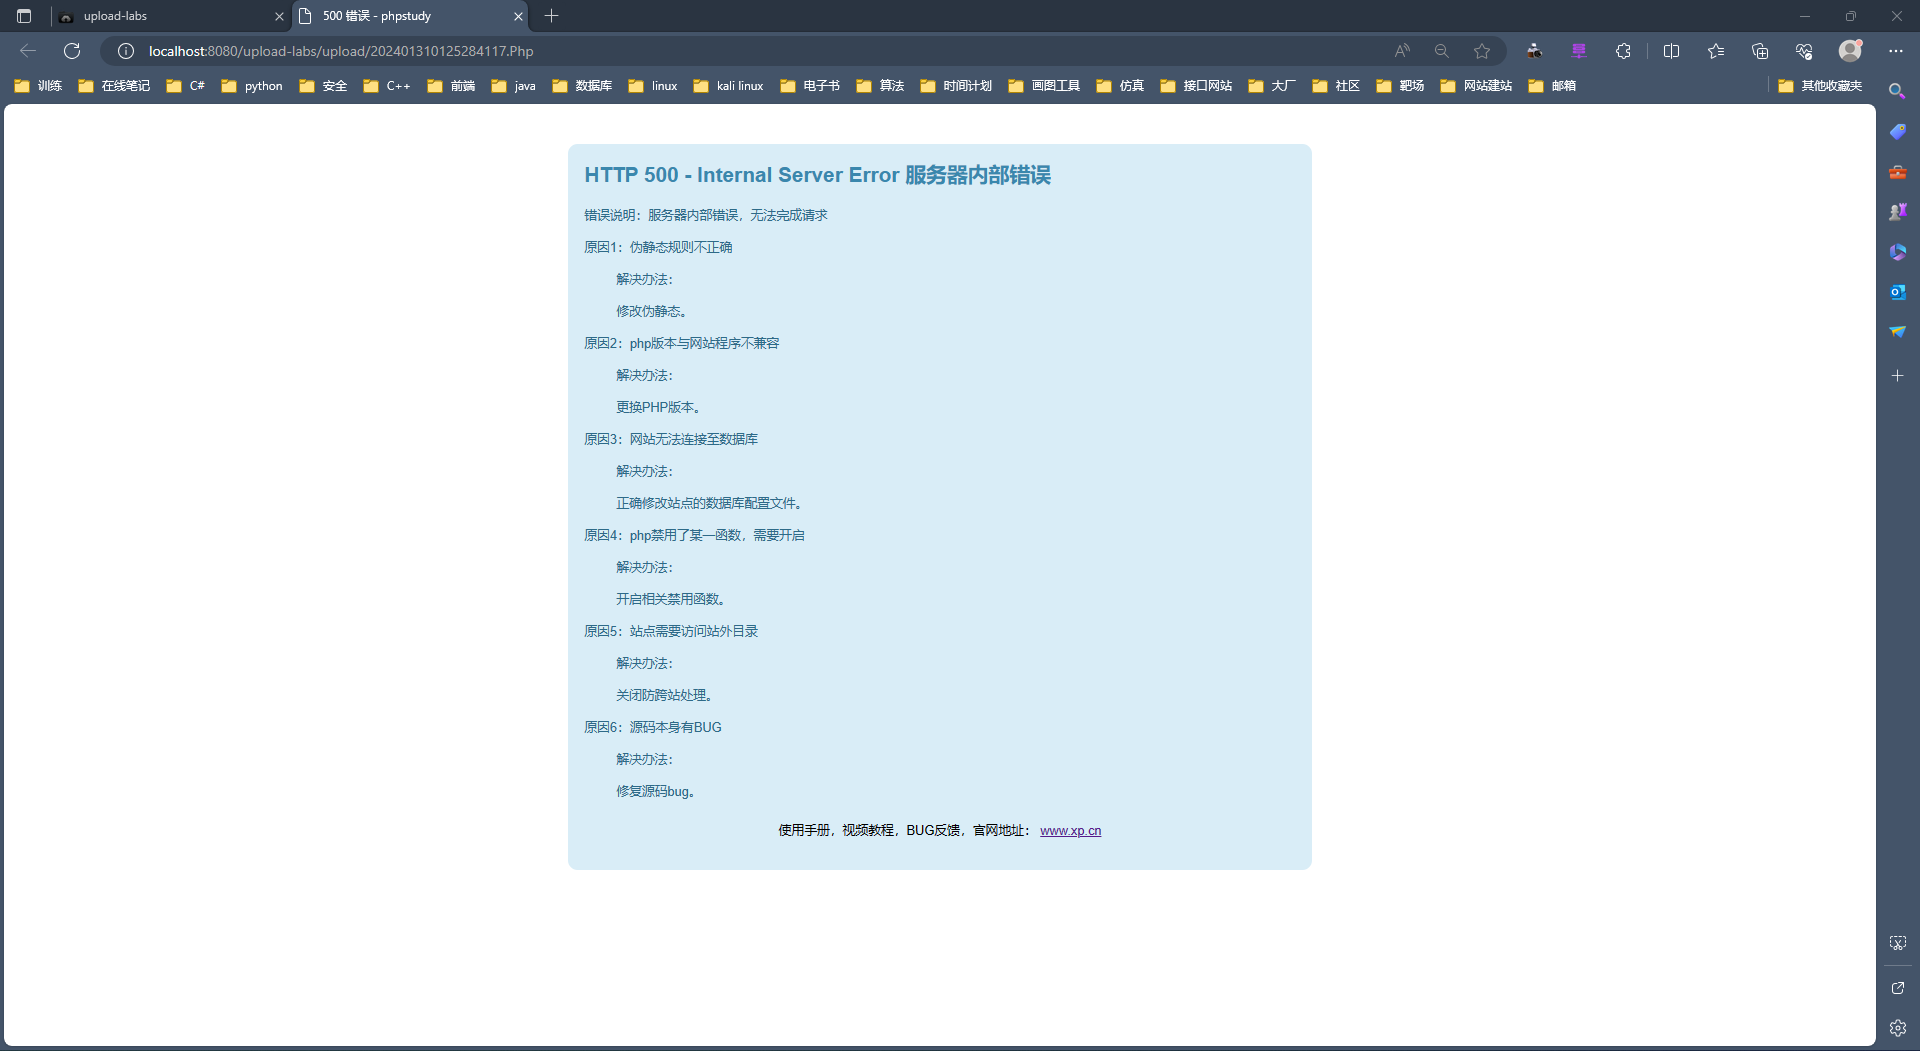 upload-labs
500 错误 - phpstudy
localhost:8080/upload-labs/upload/202401310125284117.Php
训练 在线笔记 C# python 安全 C++ 前端 java 数据库 linux kali linux 电子书 算法 时间计划 画图工具 仿真 接口网站 大厂 社区 靶场 网站建站 邮箱 其他收藏夹
HTTP 500 - Internal Server Error 服务器内部错误
错误说明：服务器内部错误，无法完成请求
原因1：伪静态规则不正确
解决办法：
修改伪静态。
原因2：php版本与网站程序不兼容
解决办法：
更换PHP版本。
原因3：网站无法连接至数据库
解决办法：
正确修改站点的数据库配置文件。
原因4：php禁用了某一函数，需要开启
解决办法：
开启相关禁用函数。
原因5：站点需要访问站外目录
解决办法：
关闭防跨站处理。
原因6：源码本身有BUG
解决办法：
修复源码bug。
使用手册，视频教程，BUG反馈，官网地址： www.xp.cn